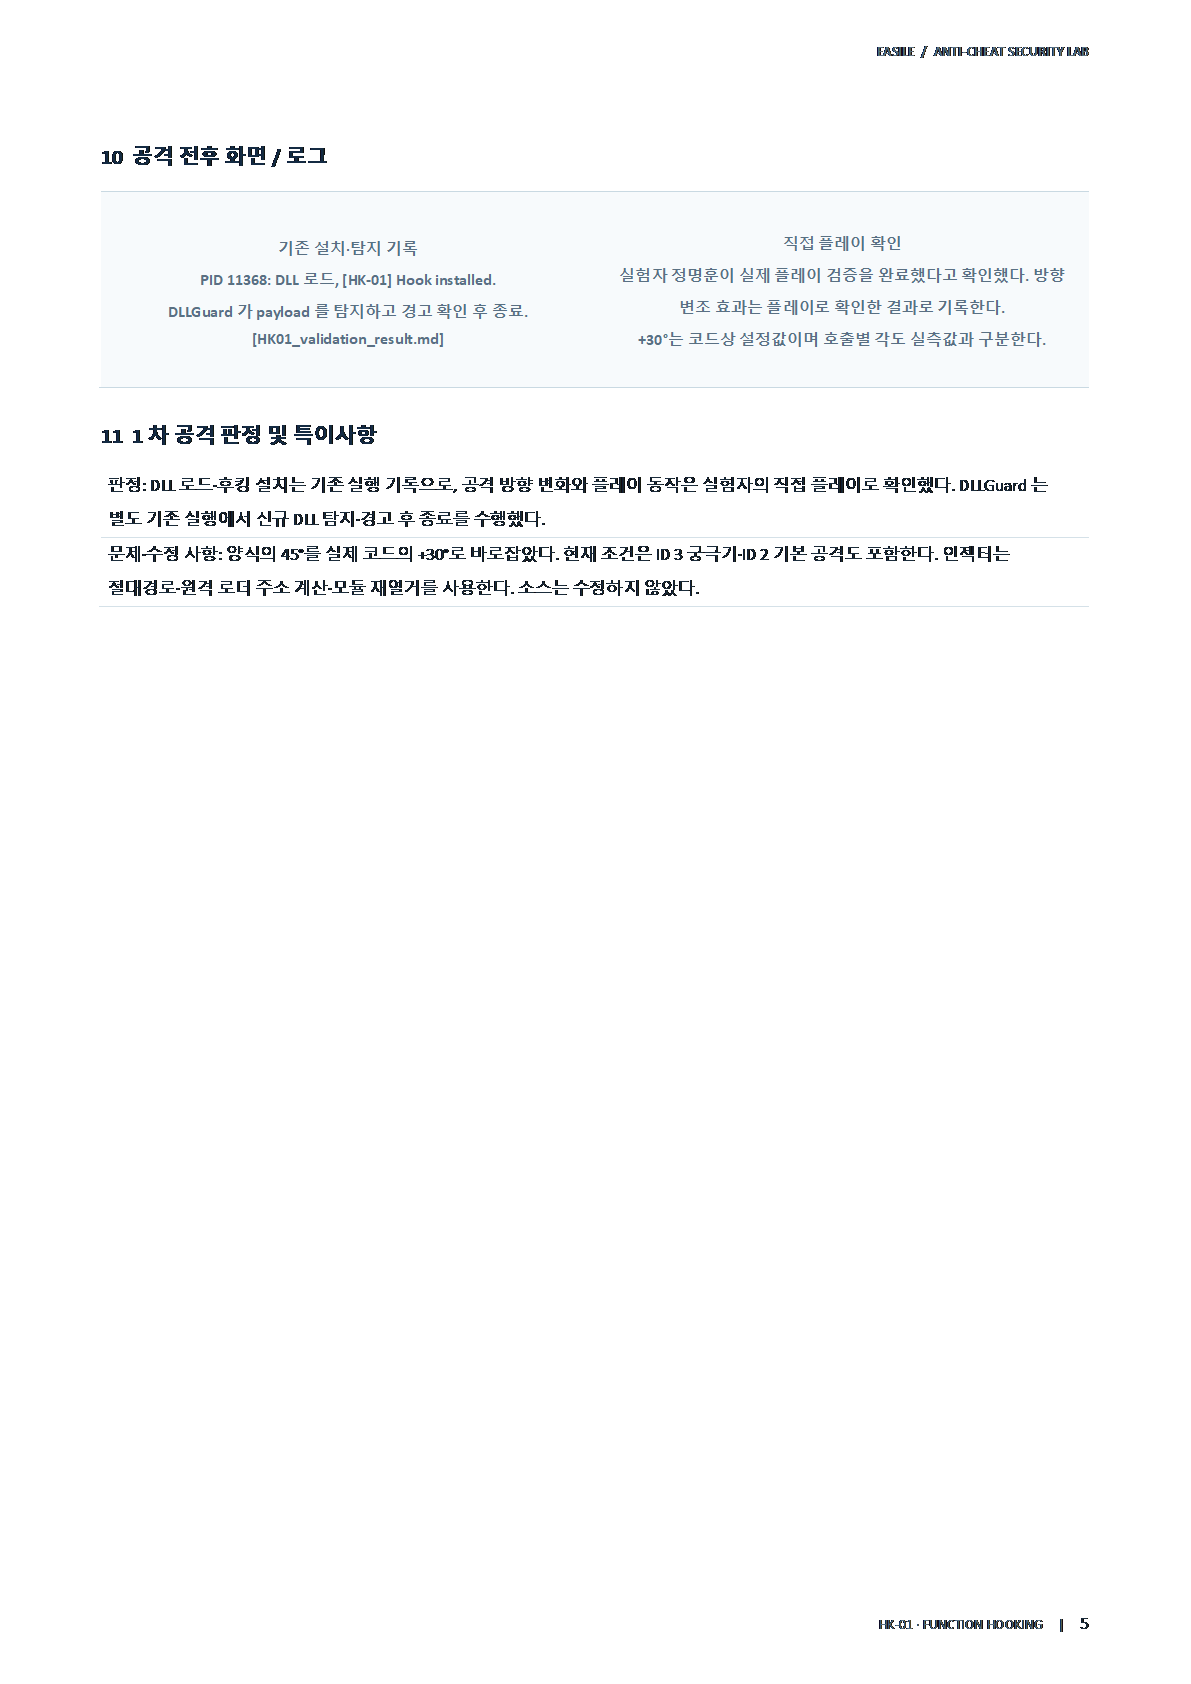 EASILE / ANTI-CHEAT SECURITY LAB
10 공격 전후 화면 / 로그
기존 설치·탐지 기록
PID 11368: DLL 로드, [HK-01] Hook installed.
DLLGuard 가 payload 를 탐지하고 경고 확인 후 종료.
[HK01_validation_result.md]
직접 플레이 확인
실험자 정명훈이 실제 플레이 검증을 완료했다고 확인했다. 방향
변조 효과는 플레이로 확인한 결과로 기록한다.
+30°는 코드상 설정값이며 호출별 각도 실측값과 구분한다.
11 1 차 공격 판정 및 특이사항
판정: DLL 로드·후킹 설치는 기존 실행 기록으로, 공격 방향 변화와 플레이 동작은 실험자의 직접 플레이로 확인했다. DLLGuard 는
별도 기존 실행에서 신규 DLL 탐지·경고 후 종료를 수행했다.
문제·수정 사항: 양식의 45°를 실제 코드의 +30°로 바로잡았다. 현재 조건은 ID 3 궁극기·ID 2 기본 공격도 포함한다. 인젝터는
절대경로·원격 로더 주소 계산·모듈 재열거를 사용한다. 소스는 수정하지 않았다.
HK-01 · FUNCTION HOOKING | 5